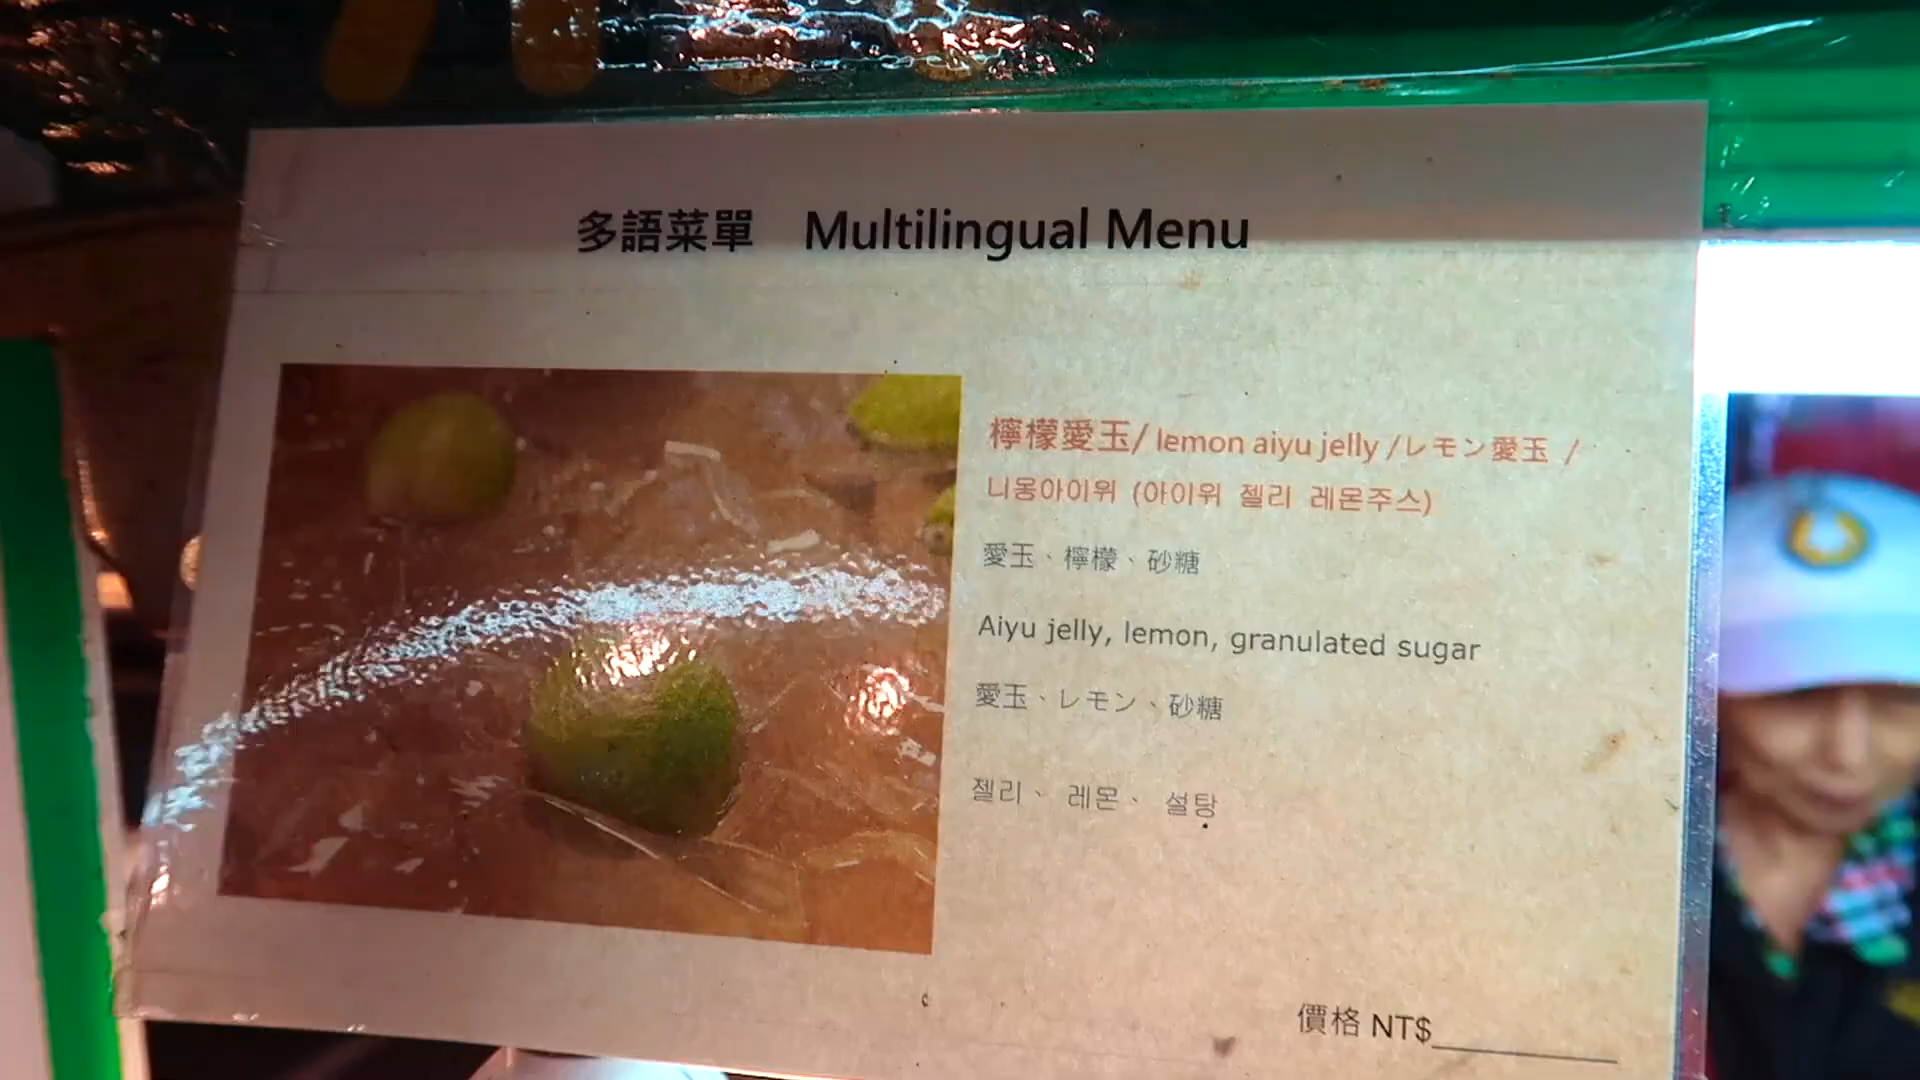 多語菜單 Multilingual Menu
檸檬愛玉/ lemon aiyu jelly /レモン愛玉 /
니몽아이위 (아이위 젤리 레몬주스)
愛玉、檸檬、砂糖
Aiyu jelly, lemon, granulated sugar
愛玉、レモン、砂糖
젤리、 레몬、 설탕
價格 NT$